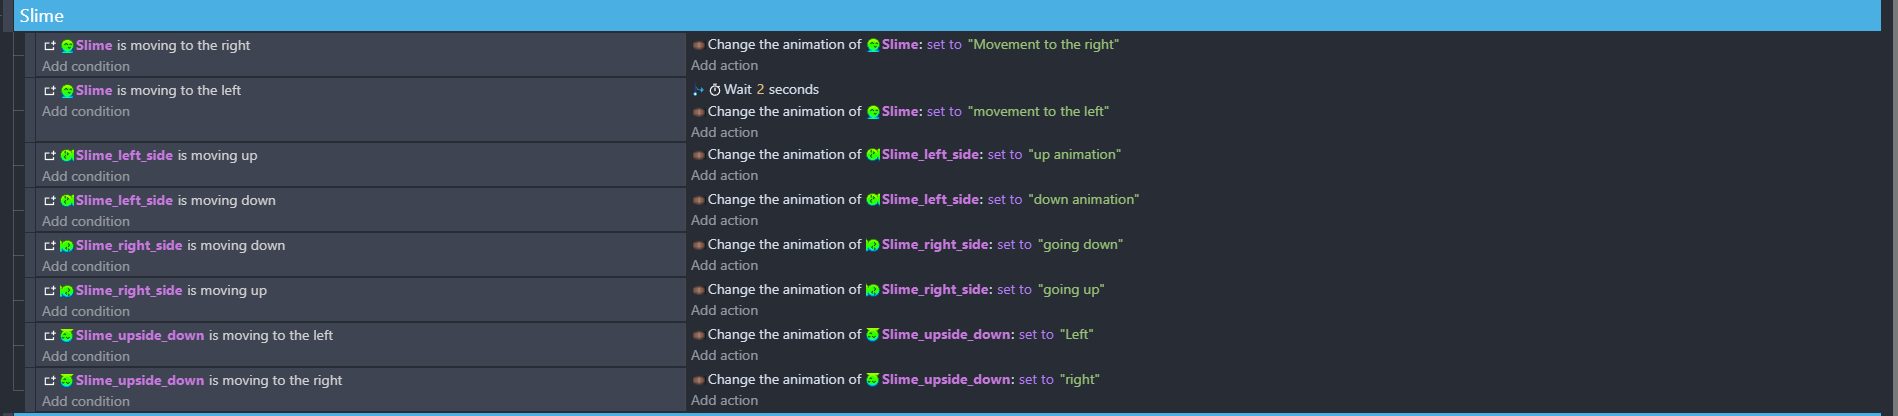 Slime
Slime is moving to the right
Change the animation of Slime: set to "Movement to the right"
Add condition
Add action
Slime is moving to the left
Wait 2 seconds
Add condition
Change the animation of Slime: set to "movement to the left"
Add action
Slime_left_side is moving up
Change the animation of Slime_left_side: set to "up animation"
Add condition
Add action
Slime_left_side is moving down
Change the animation of Slime_left_side: set to "down animation"
Add condition
Add action
Slime_right_side is moving down
Change the animation of Slime_right_side: set to "going down"
Add condition
Add action
Slime_right_side is moving up
Change the animation of Slime_right_side: set to "going up"
Add condition
Add action
Slime_upside_down is moving to the left
Change the animation of Slime_upside_down: set to "Left"
Add condition
Add action
Slime_upside_down is moving to the right
Change the animation of Slime_upside_down: set to "right"
Add condition
Add action